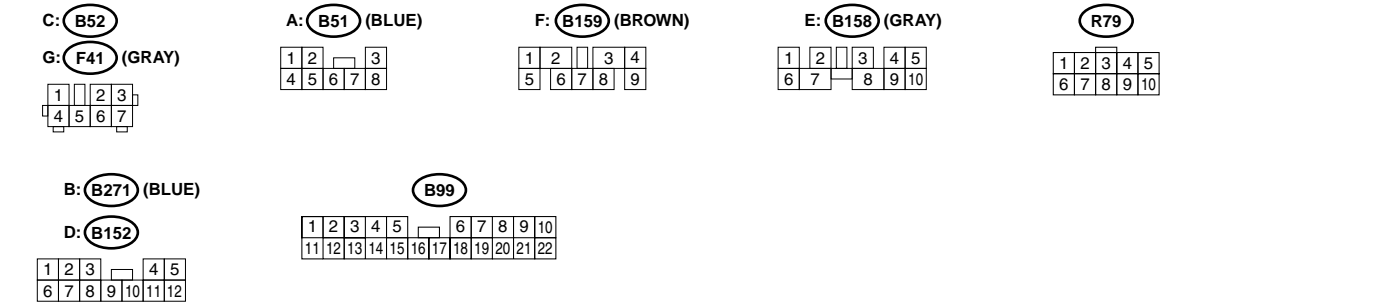 C: B52
G: F41 (GRAY)
1 2 3
4 5 6 7
A: B51 (BLUE)
1 2 3
4 5 6 7 8
F: B159 (BROWN)
1 2 3 4
5 6 7 8 9
E: B158 (GRAY)
1 2 3 4 5
6 7 8 9 10
R79
1 2 3 4 5
6 7 8 9 10
B: B271 (BLUE)
D: B152
1 2 3 4 5
6 7 8 9 10 11 12
B99
1 2 3 4 5 6 7 8 9 10
11 12 13 14 15 16 17 18 19 20 21 22